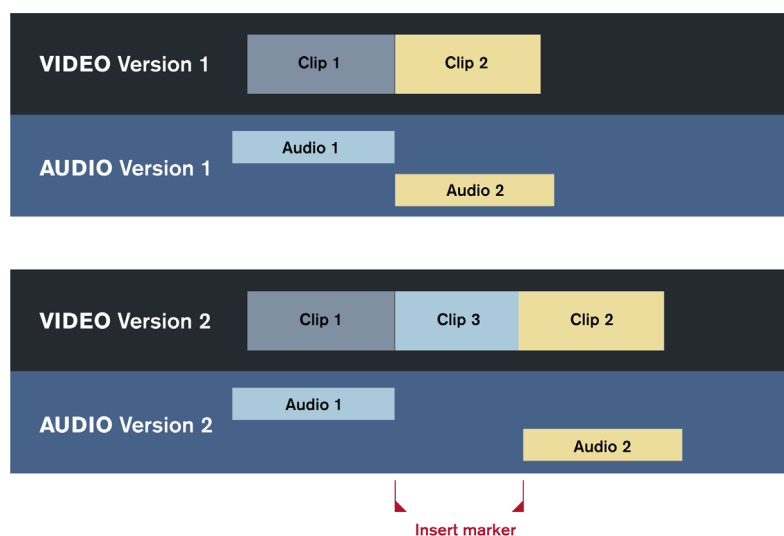 VIDEO Version 1
Clip 1
Clip 2
AUDIO Version 1
Audio 1
Audio 2
VIDEO Version 2
Clip 1
Clip 3
Clip 2
AUDIO Version 2
Audio 1
Audio 2
Insert marker